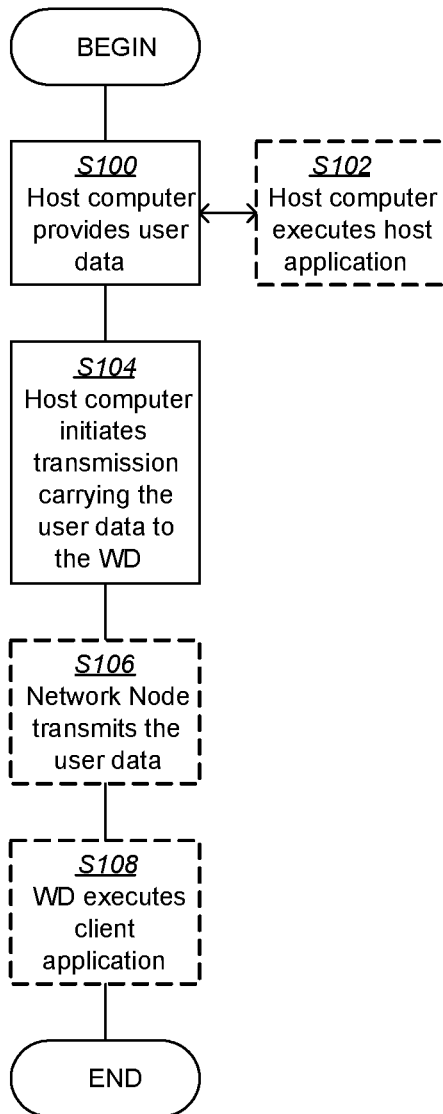 BEGIN
S100
Host computer
provides user
data
S102
Host computer
executes host
application
S104
Host computer
initiates
transmission
carrying the
user data to
the WD
S106
Network Node
transmits the
user data
S108
WD executes
client
application
END